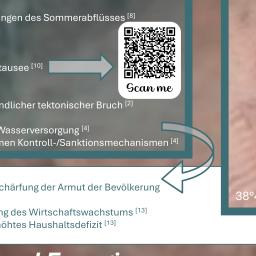 ngen des Sommerabflüsses [8]
tausee [10]
Scan me
ndlicher tektonischer Bruch [2]
Wasserversorgung [4]
nen Kontroll-/Sanktionsmechanismen [4]
chärfung der Armut der Bevölkerung
38°
ng des Wirtschaftswachstums [13]
öhtes Haushaltsdefizit [13]